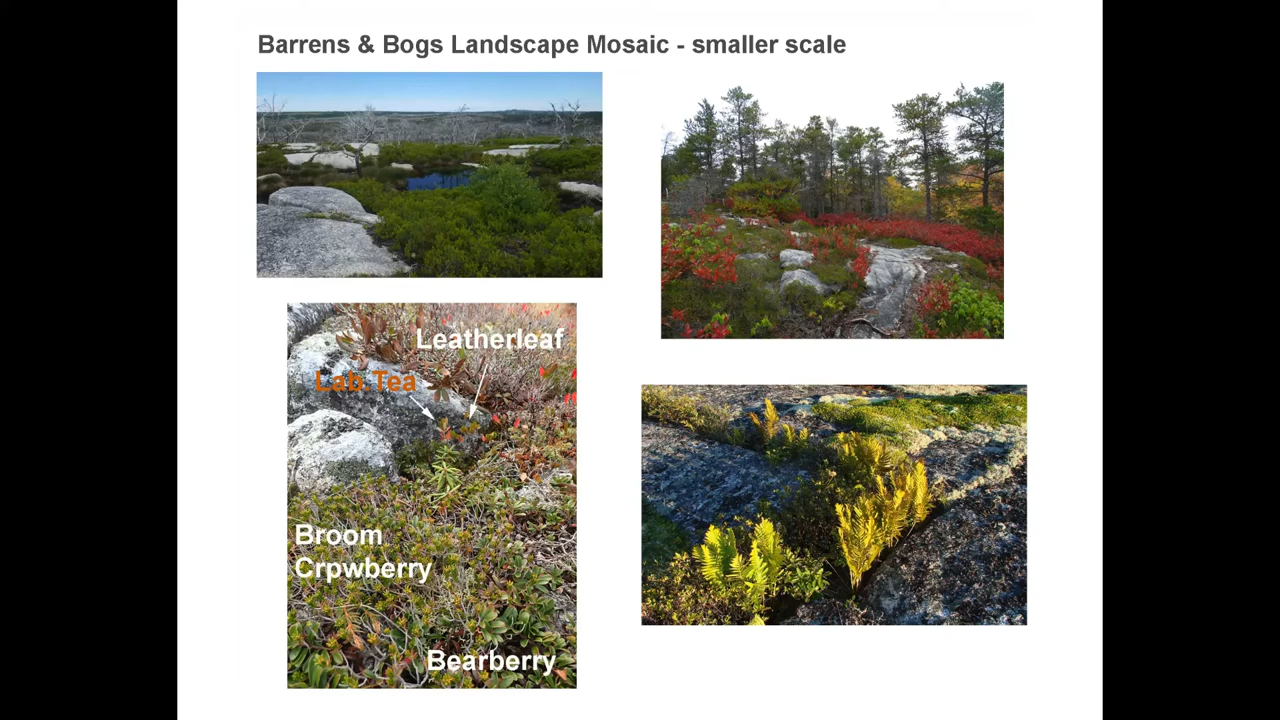 Barrens & Bogs Landscape Mosaic - smaller scale
Leatherleaf
Lab.Tea
Broom
Crpwberry
Bearberry